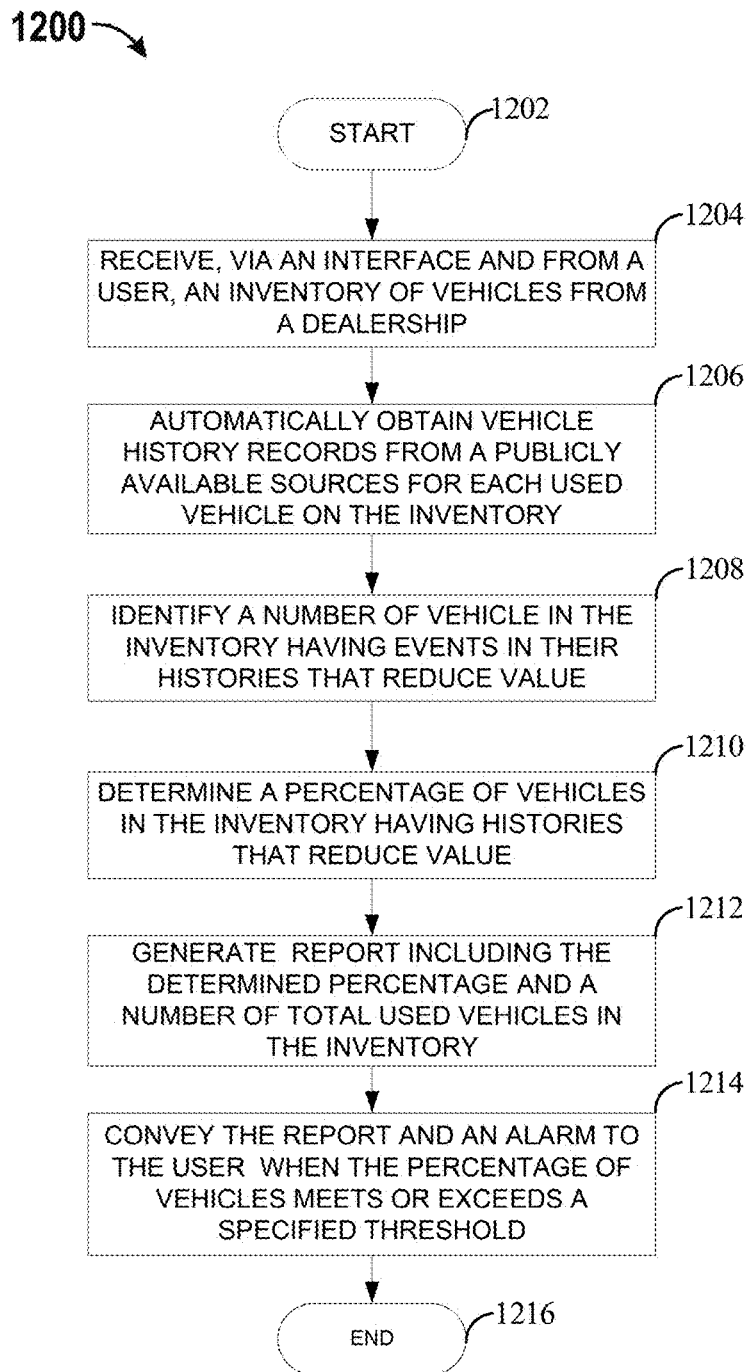 1200
1202
START
1204
RECEIVE, VIA AN INTERFACE AND FROM A
USER, AN INVENTORY OF VEHICLES FROM
A DEALERSHIP
1206
AUTOMATICALLY OBTAIN VEHICLE
HISTORY RECORDS FROM A PUBLICLY
AVAILABLE SOURCES FOR EACH USED
VEHICLE ON THE INVENTORY
1208
IDENTIFY A NUMBER OF VEHICLE IN THE
INVENTORY HAVING EVENTS IN THEIR
HISTORIES THAT REDUCE VALUE
1210
DETERMINE A PERCENTAGE OF VEHICLES
IN THE INVENTORY HAVING HISTORIES
THAT REDUCE VALUE
1212
GENERATE REPORT INCLUDING THE
DETERMINED PERCENTAGE AND A
NUMBER OF TOTAL USED VEHICLES IN
THE INVENTORY
1214
CONVEY THE REPORT AND AN ALARM TO
THE USER WHEN THE PERCENTAGE OF
VEHICLES MEETS OR EXCEEDS A
SPECIFIED THRESHOLD
1216
END